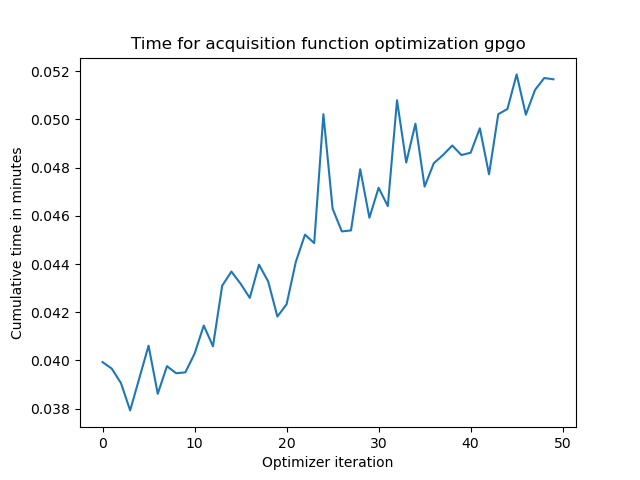 Time for acquisition function optimization gpgo
0.052
0.050
0.048
0.046
0.044
0.042
0.040
0.038
Cumulative time in minutes
0 10 20 30 40 50
Optimizer iteration